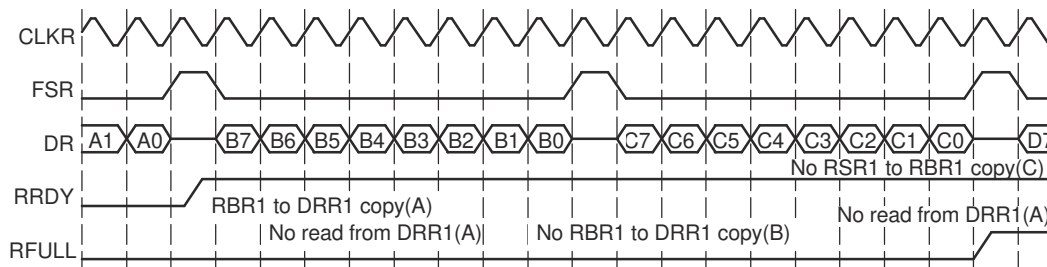 CLKR
FSR
DR A1 A0 B7 B6 B5 B4 B3 B2 B1 B0 C7 C6 C5 C4 C3 C2 C1 C0 D7
No RSR1 to RBR1 copy(C)
RRDY
RBR1 to DRR1 copy(A)
No read from DRR1(A)
No read from DRR1(A) No RBR1 to DRR1 copy(B)
RFULL